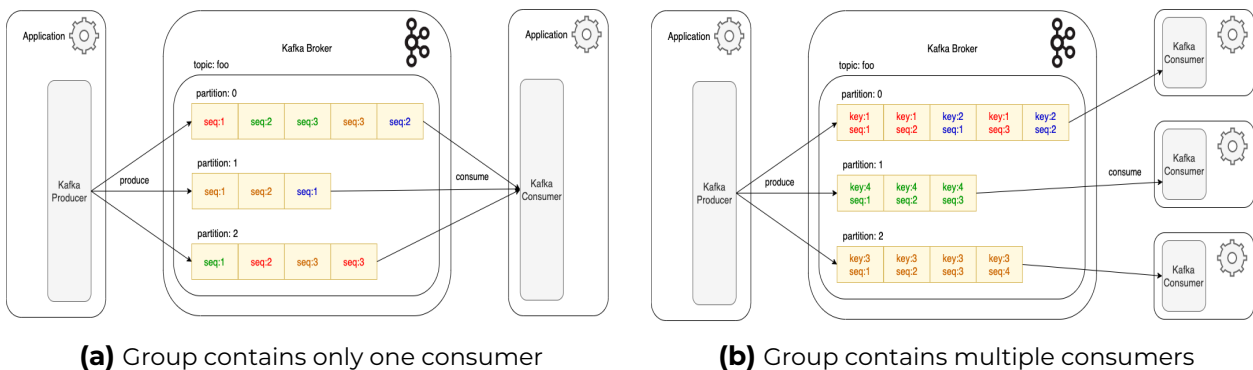 Application
Kafka Broker
Application
topic: foo
partition: 0
seq:1 seq:2 seq:3 seq:3 seq:2
partition: 1
produce
seq:1 seq:2 seq:1
consume
Kafka
Producer
Kafka
Consumer
partition: 2
seq:1 seq:2 seq:3 seq:3
(a) Group contains only one consumer
Application
Kafka Broker
topic: foo
partition: 0
key:1 key:1 key:2 key:1 key:2
seq:1 seq:2 seq:1 seq:3 seq:2
partition: 1
produce
key:4 key:4 key:4
seq:1 seq:2 seq:3
consume
Kafka
Producer
partition: 2
key:3 key:3 key:3 key:3
seq:1 seq:2 seq:3 seq:4
Kafka
Consumer
Kafka
Consumer
Kafka
Consumer
(b) Group contains multiple consumers